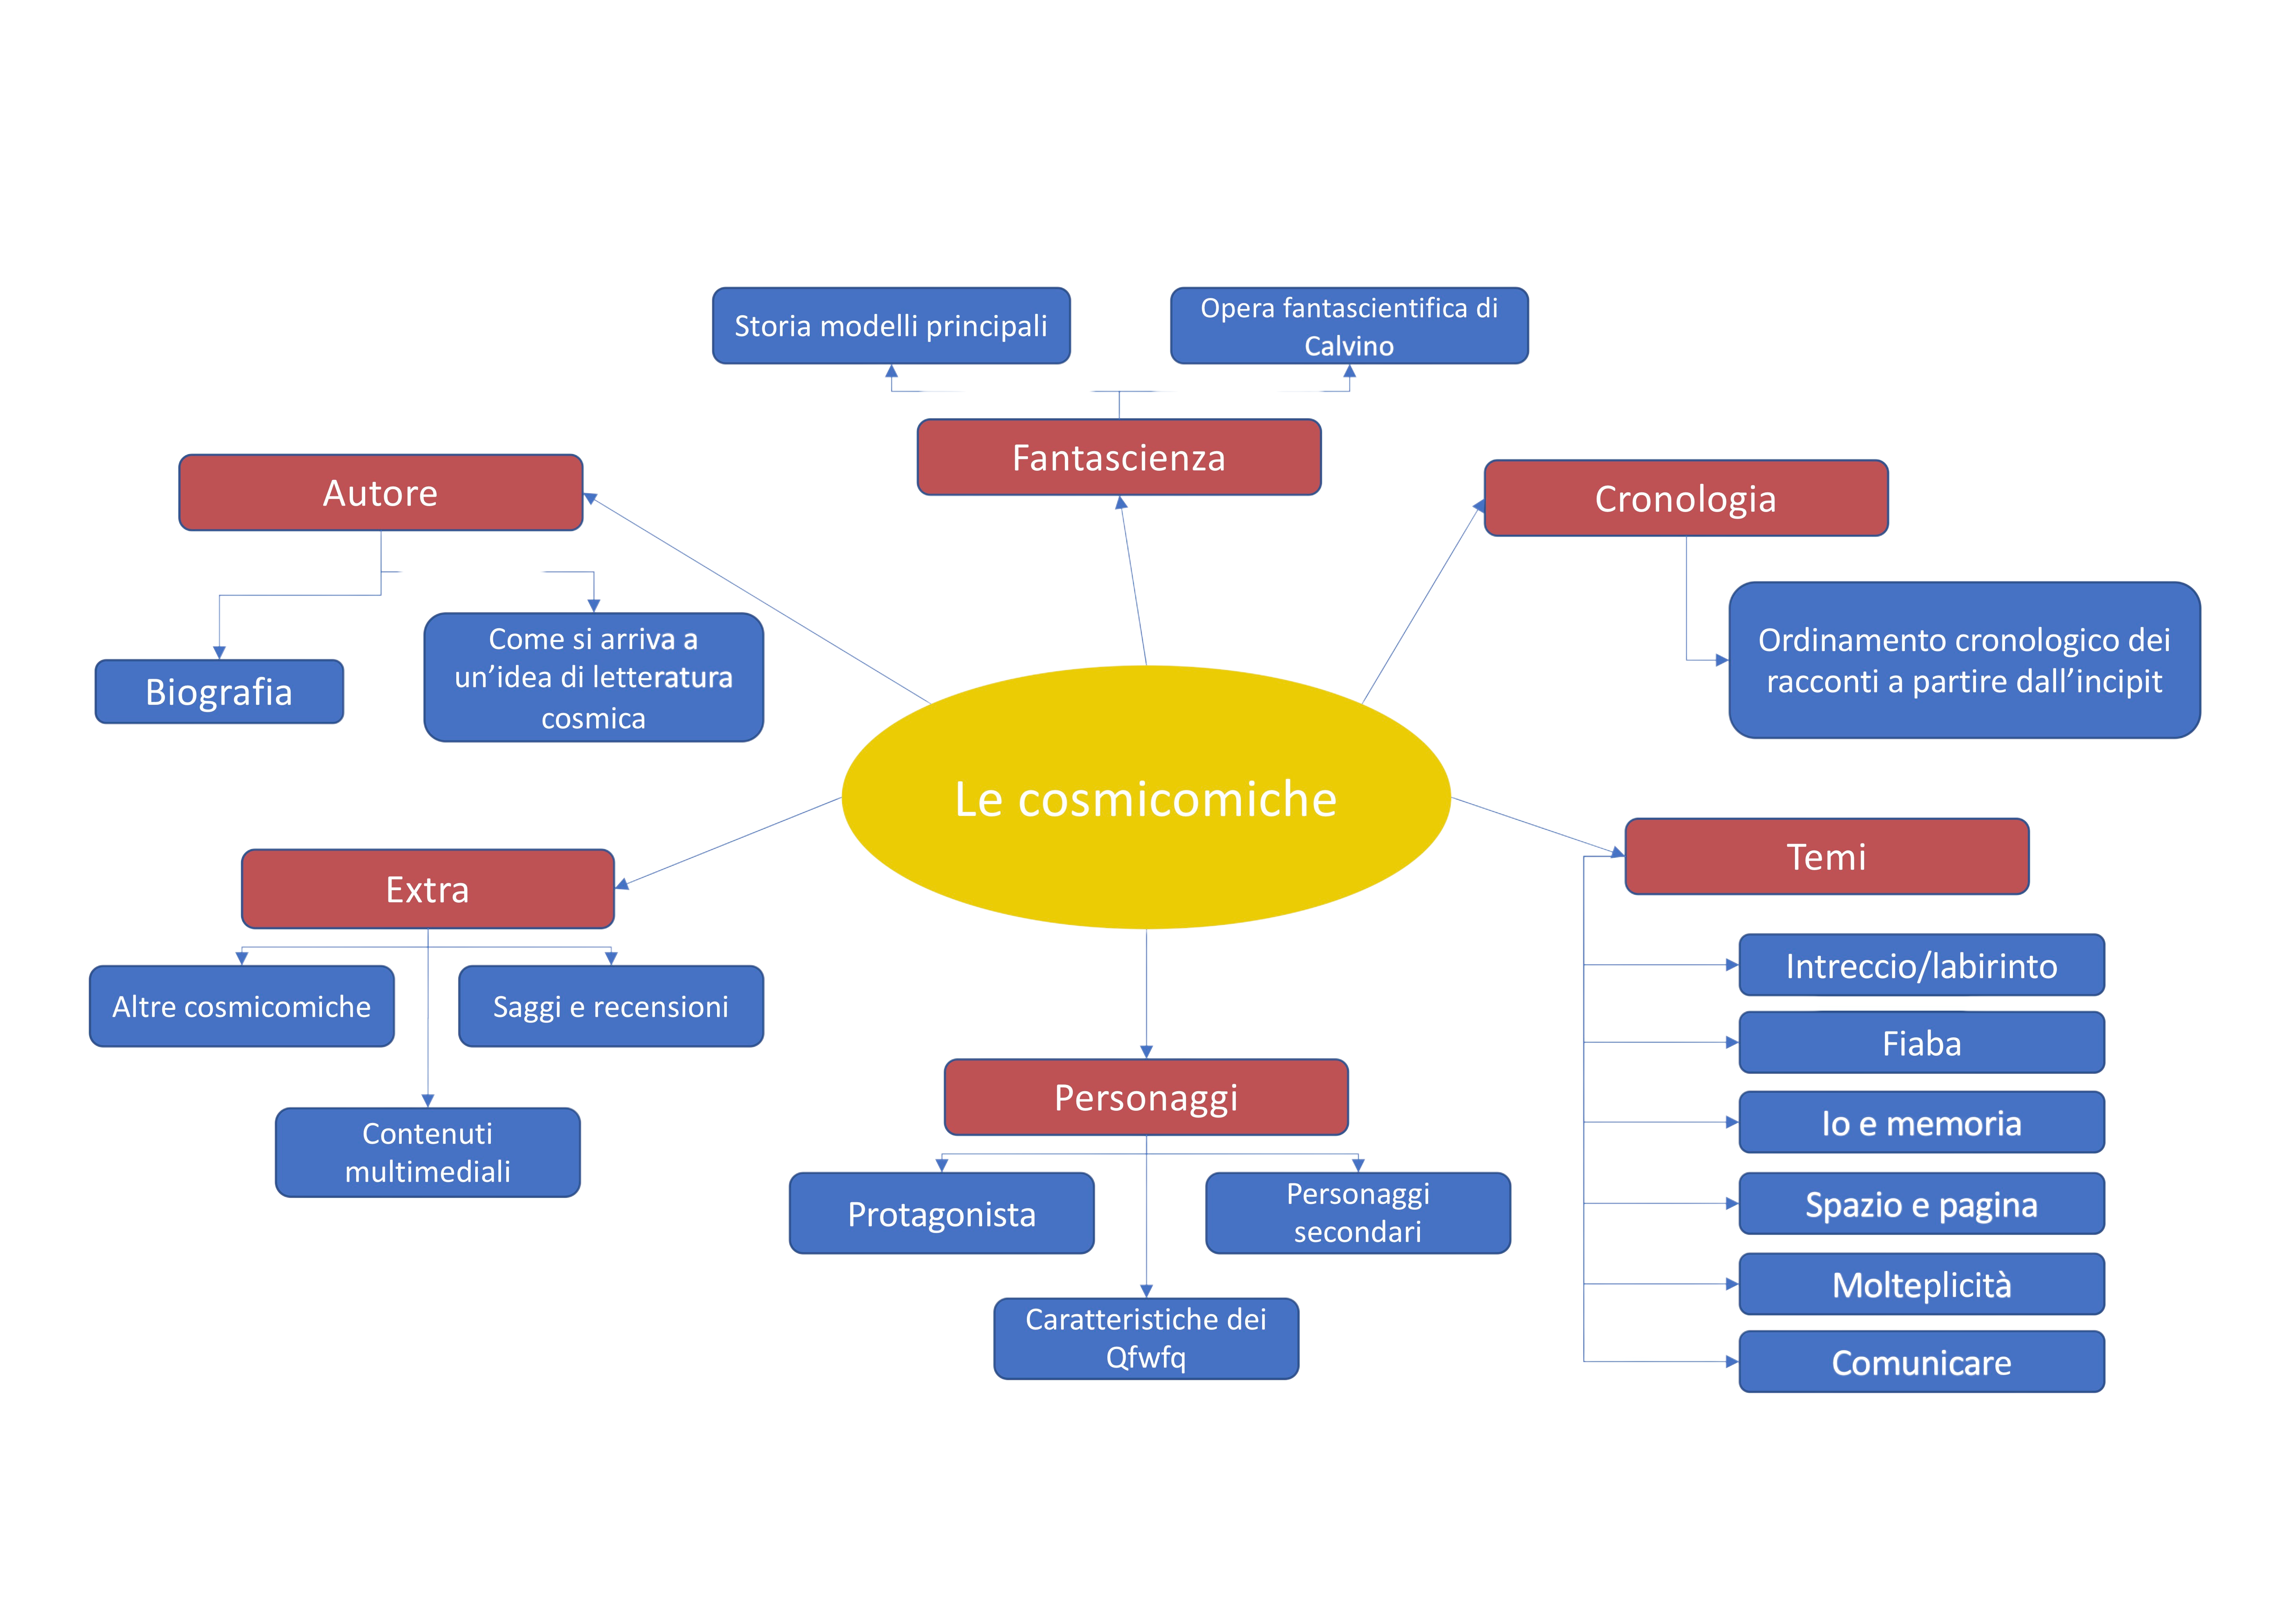 Storia modelli principali
Opera fantascientifica di
Calvino
Fantascienza
Autore
Cronologia
Biografia
Come si arriva a
un’idea di letteratura
cosmica
Ordinamento cronologico dei
racconti a partire dall’incipit
Le cosmicomiche
Extra
Altre cosmicomiche
Saggi e recensioni
Contenuti
multimediali
Personaggi
Protagonista
Personaggi
secondari
Caratteristiche dei
Qfwfq
Temi
Intreccio/labirinto
Fiaba
Io e memoria
Spazio e pagina
Molteplicità
Comunicare